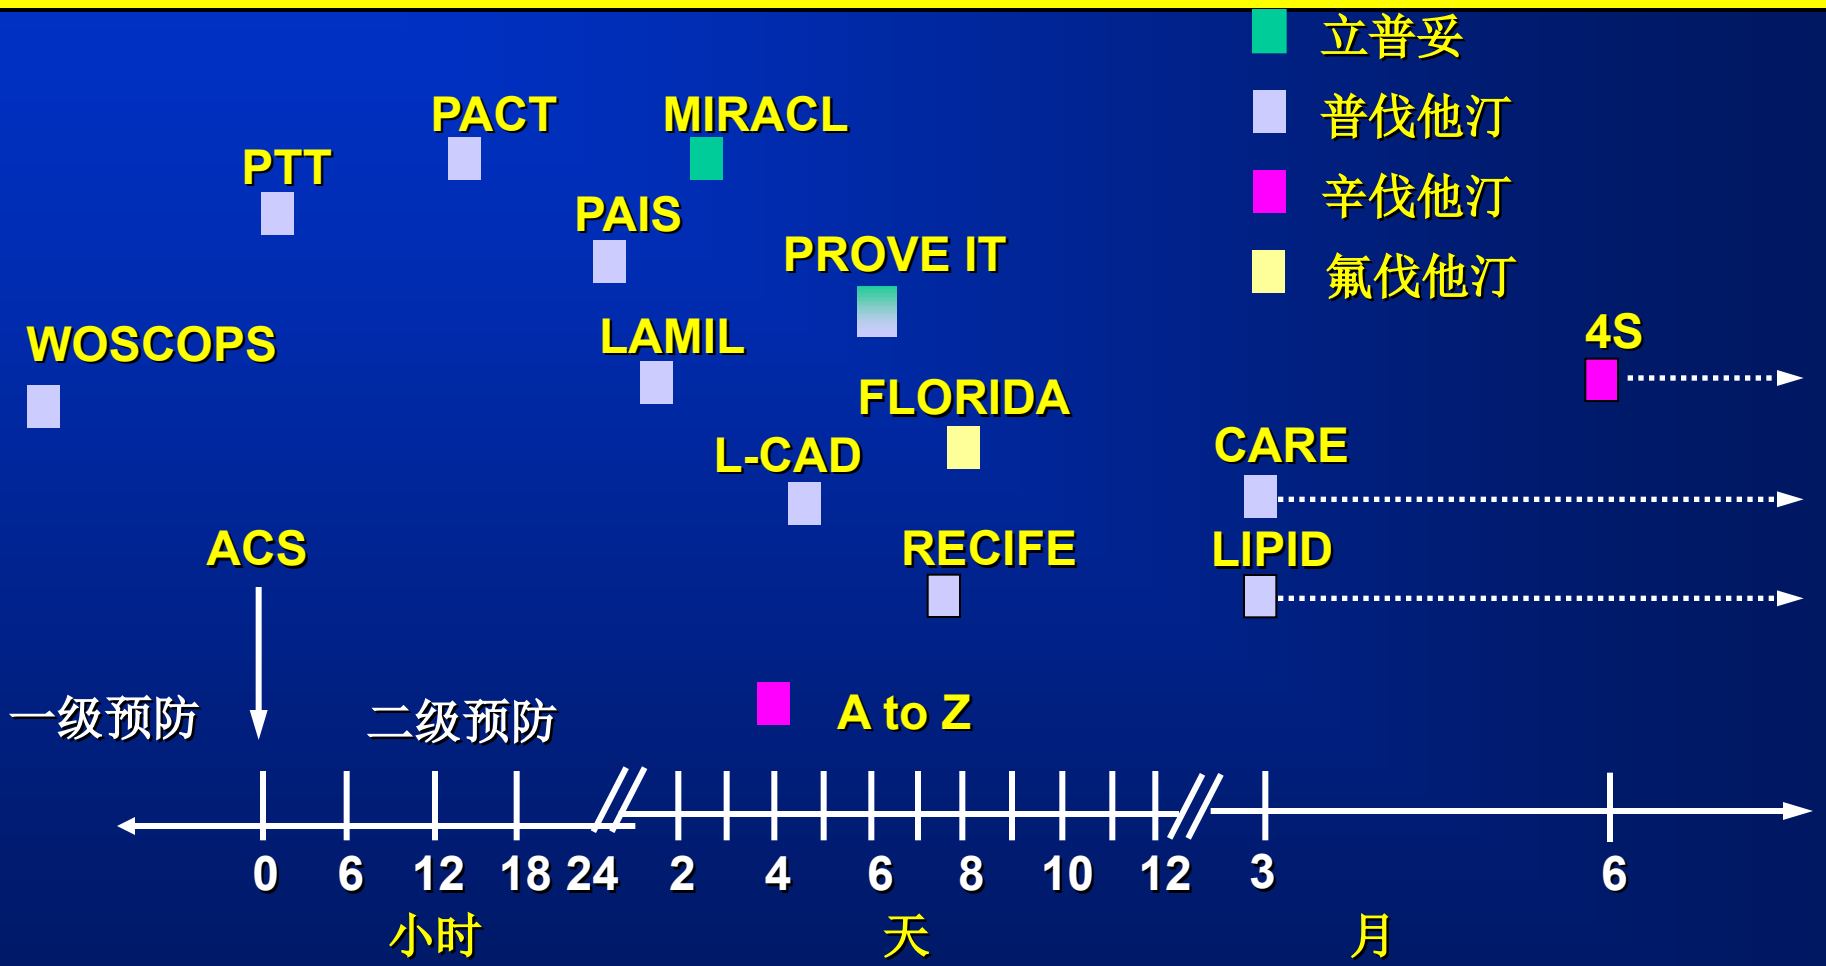 立普妥
普伐他汀
辛伐他汀
氟伐他汀
PACT
MIRACL
PTT
PAIS
PROVE IT
WOSCOPS
LAMIL
4S
FLORIDA
CARE
L-CAD
ACS
RECIFE
LIPID
一级预防
二级预防
A to Z
0 6 12 18 24 2 4 6 8 10 12 3 6
小时 天 月